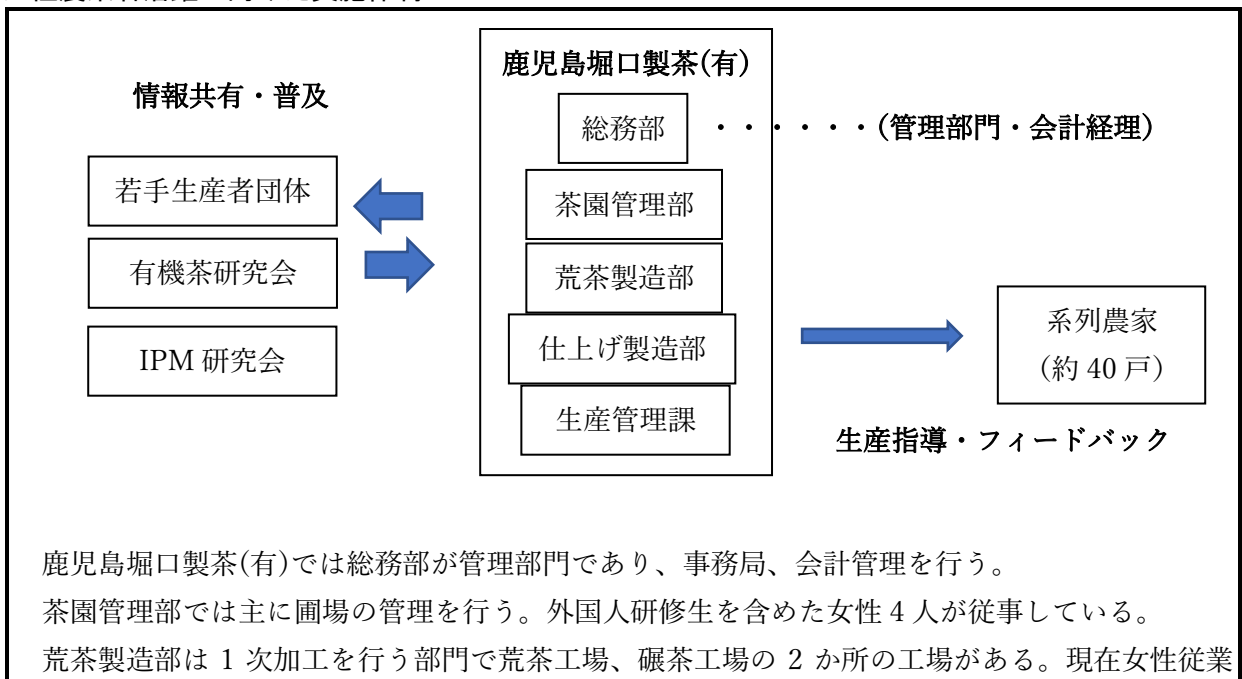 情報共有・普及
若手生産者団体
有機茶研究会
IPM 研究会
鹿児島堀口製茶(有)
総務部 ・・・・・・(管理部門・会計経理)
茶園管理部
荒茶製造部
仕上げ製造部
生産管理課
系列農家
(約 40 戸)
生産指導・フィードバック
鹿児島堀口製茶(有)では総務部が管理部門であり、事務局、会計管理を行う。
茶園管理部では主に圃場の管理を行う。外国人研修生を含めた女性 4 人が従事している。
荒茶製造部は 1 次加工を行う部門で荒茶工場、碾茶工場の 2 か所の工場がある。現在女性従業